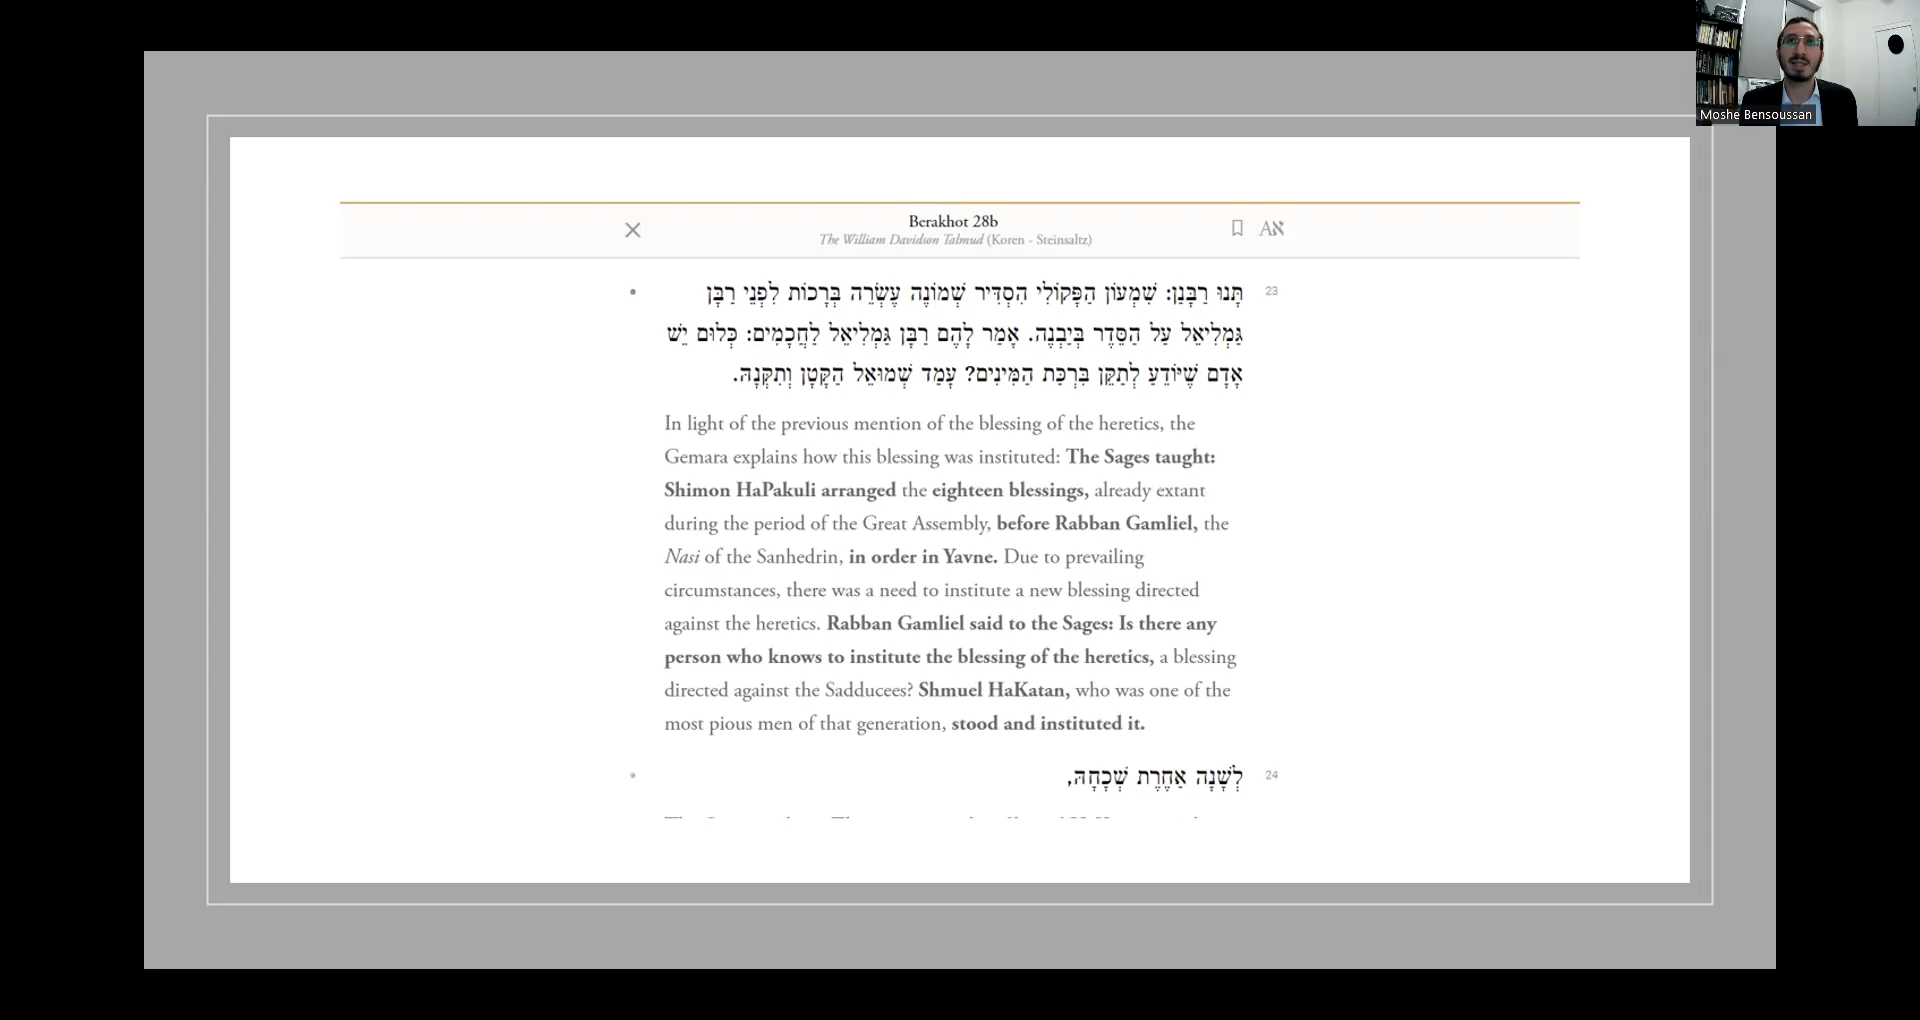 Moshe Bensoussan
Berakhot 28b
The William Davidson Talmud (Koren - Steinsaltz)
Aא
תָּנוּ רַבָּנַן: שִׁמְעוֹן הַפָּקוֹלִי הִסְדִּיר שְׁמוֹנֶה עֶשְׂרֵה בְּרָכוֹת לִפְנֵי רַבָּן
23
גַּמְלִיאֵל עַל הַסֵּדֶר בְּיַבְנֶה. אָמַר לָהֶם רַבָּן גַּמְלִיאֵל לַחֲכָמִים: כְּלוּם יֵשׁ
אָדָם שֶׁיּוֹדֵעַ לְתַקֵּן בִּרְכַּת הַמִּינִים? עָמַד שְׁמוּאֵל הַקָּטָן וְתִקְּנָהּ.
In light of the previous mention of the blessing of the heretics, the
Gemara explains how this blessing was instituted: The Sages taught:
Shimon HaPakuli arranged the eighteen blessings, already extant
during the period of the Great Assembly, before Rabban Gamliel, the
Nasi of the Sanhedrin, in order in Yavne. Due to prevailing
circumstances, there was a need to institute a new blessing directed
against the heretics. Rabban Gamliel said to the Sages: Is there any
person who knows to institute the blessing of the heretics, a blessing
directed against the Sadducees? Shmuel HaKatan, who was one of the
most pious men of that generation, stood and instituted it.
לְשָׁנָה אַחֶרֶת שְׁכָחָהּ,
24